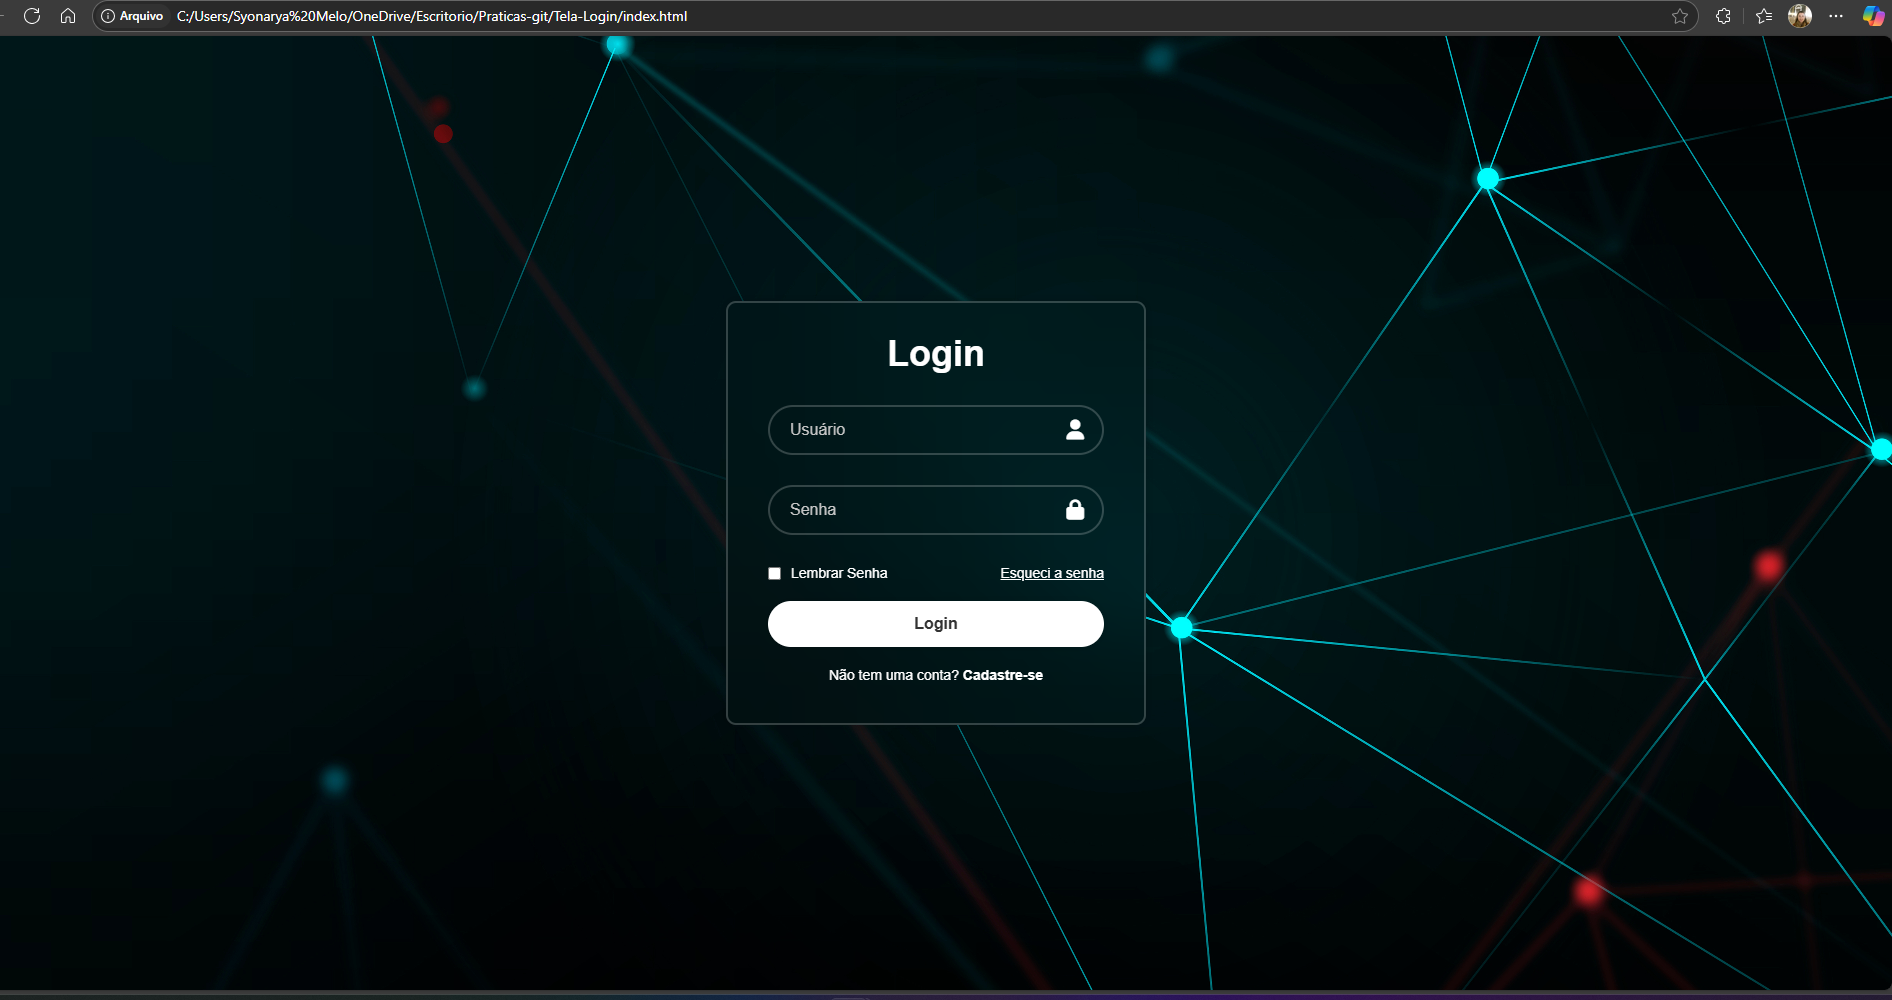 Arquivo C:/Users/Syonarya%20Melo/OneDrive/Escritorio/Praticas-git/Tela-Login/index.html
Login
Usuário
Senha
Lembrar Senha Esqueci a senha
Login
Não tem uma conta? Cadastre-se